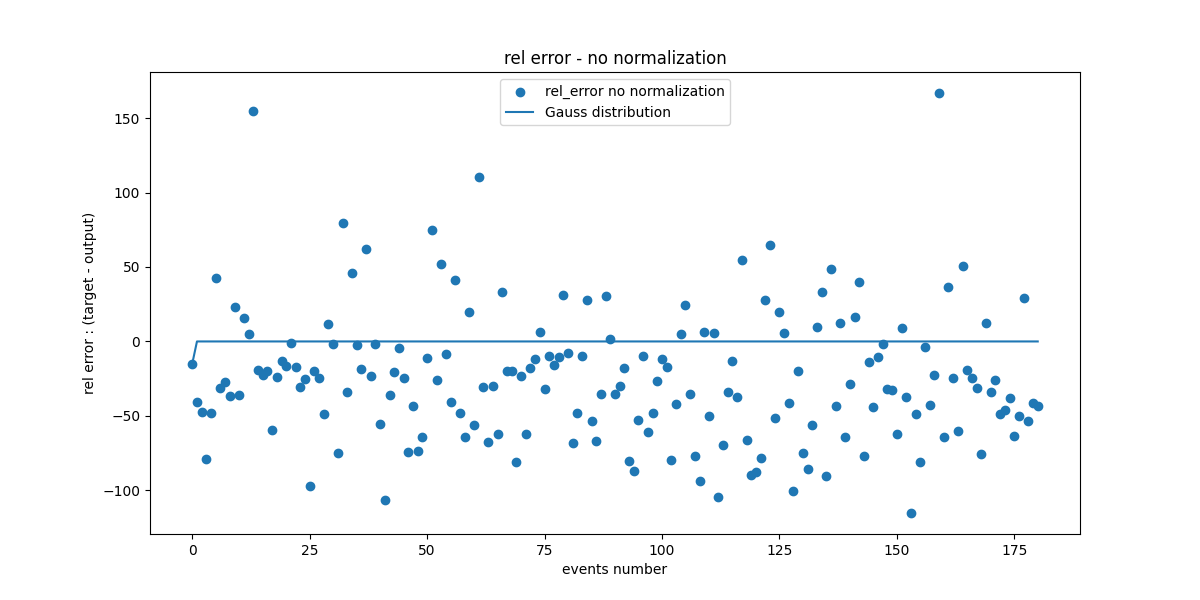 rel error - no normalization
rel_error no normalization
Gauss distribution
150
100
50
0
−50
−100
rel error : (target - output)
0
25
50
75
100
125
150
175
events number